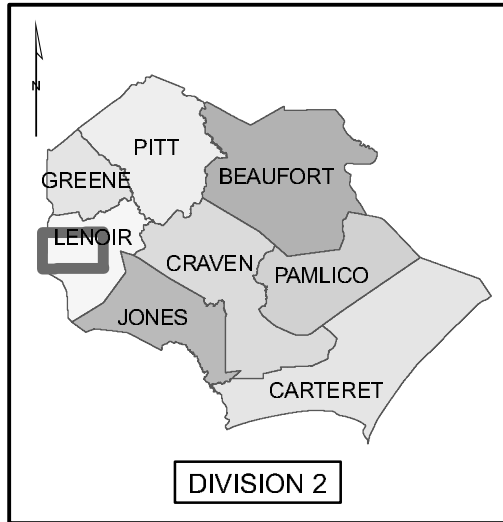 N
PITT
GREENE
BEAUFORT
LENOIR
CRAVEN
PAMLICO
JONES
CARTERET
DIVISION 2